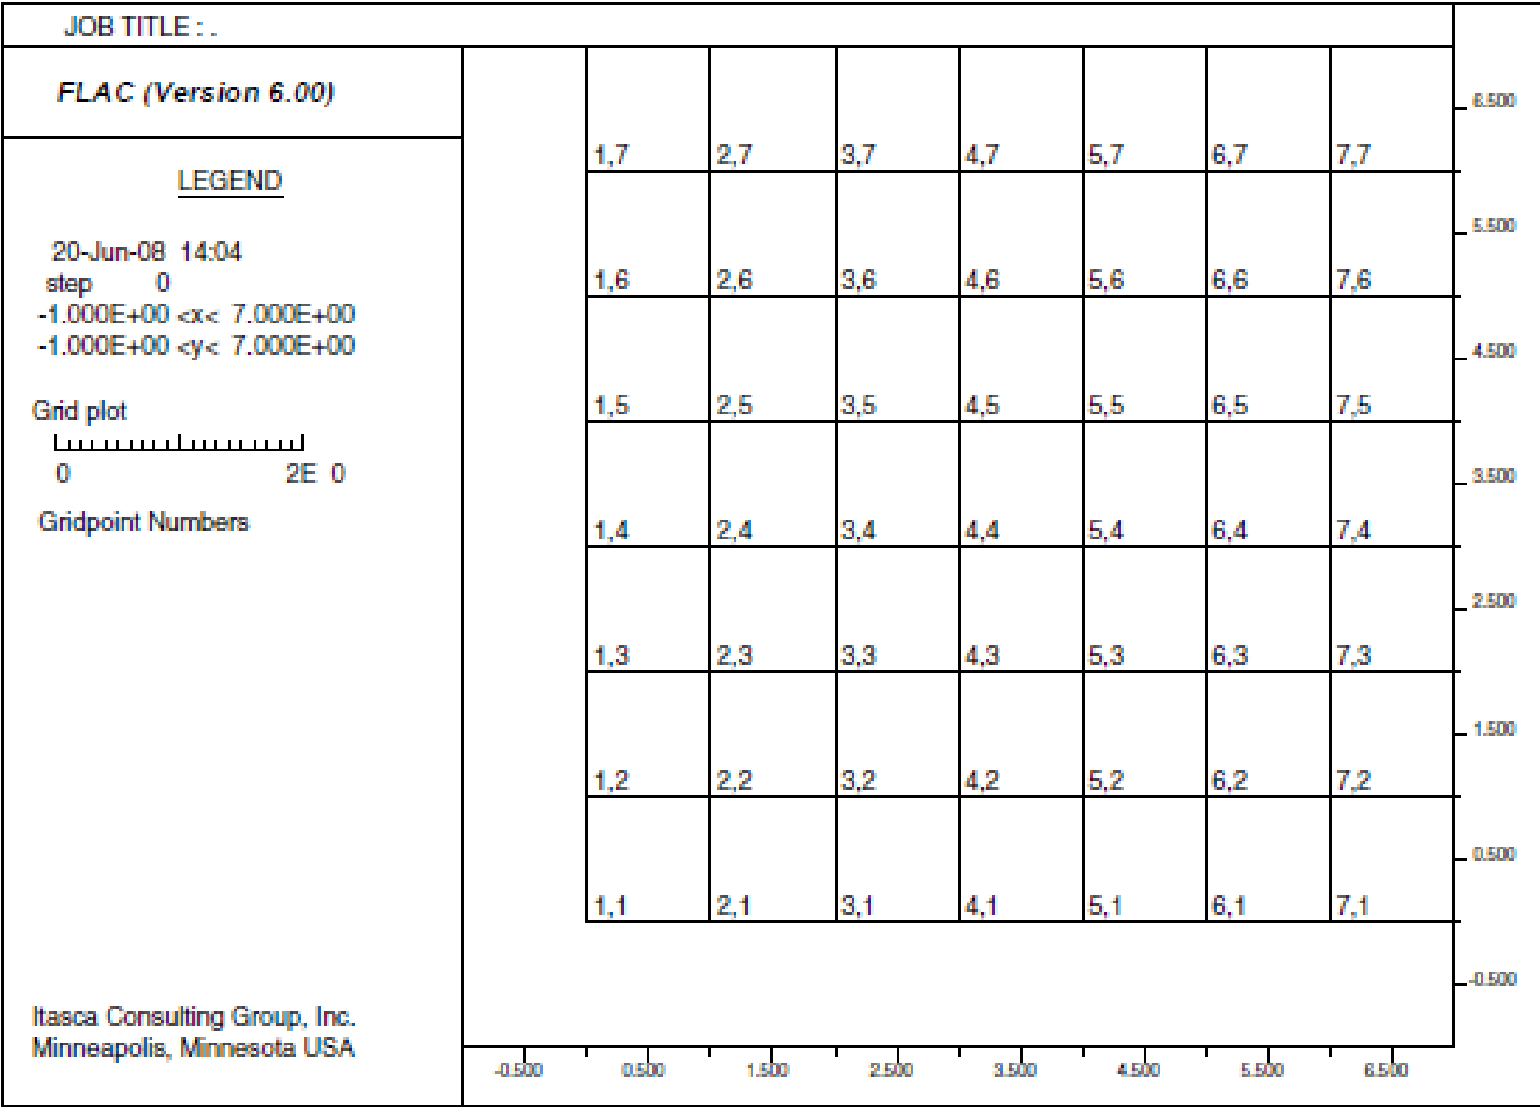 JOB TITLE : .
FLAC (Version 6.00)
LEGEND
20-Jun-08 14:04
step 0
-1.000E+00 <x< 7.000E+00
-1.000E+00 <y< 7.000E+00
Grid plot
0 2E 0
Gridpoint Numbers
Itasca Consulting Group, Inc.
Minneapolis, Minnesota USA
6.500
1,7 2,7 3,7 4,7 5,7 6,7 7,7
5.500
1,6 2,6 3,6 4,6 5,6 6,6 7,6
4.500
1,5 2,5 3,5 4,5 5,5 6,5 7,5
3.500
1,4 2,4 3,4 4,4 5,4 6,4 7,4
2.500
1,3 2,3 3,3 4,3 5,3 6,3 7,3
1.500
1,2 2,2 3,2 4,2 5,2 6,2 7,2
0.500
1,1 2,1 3,1 4,1 5,1 6,1 7,1
-0.500
-0.500 0.500 1.500 2.500 3.500 4.500 5.500 6.500